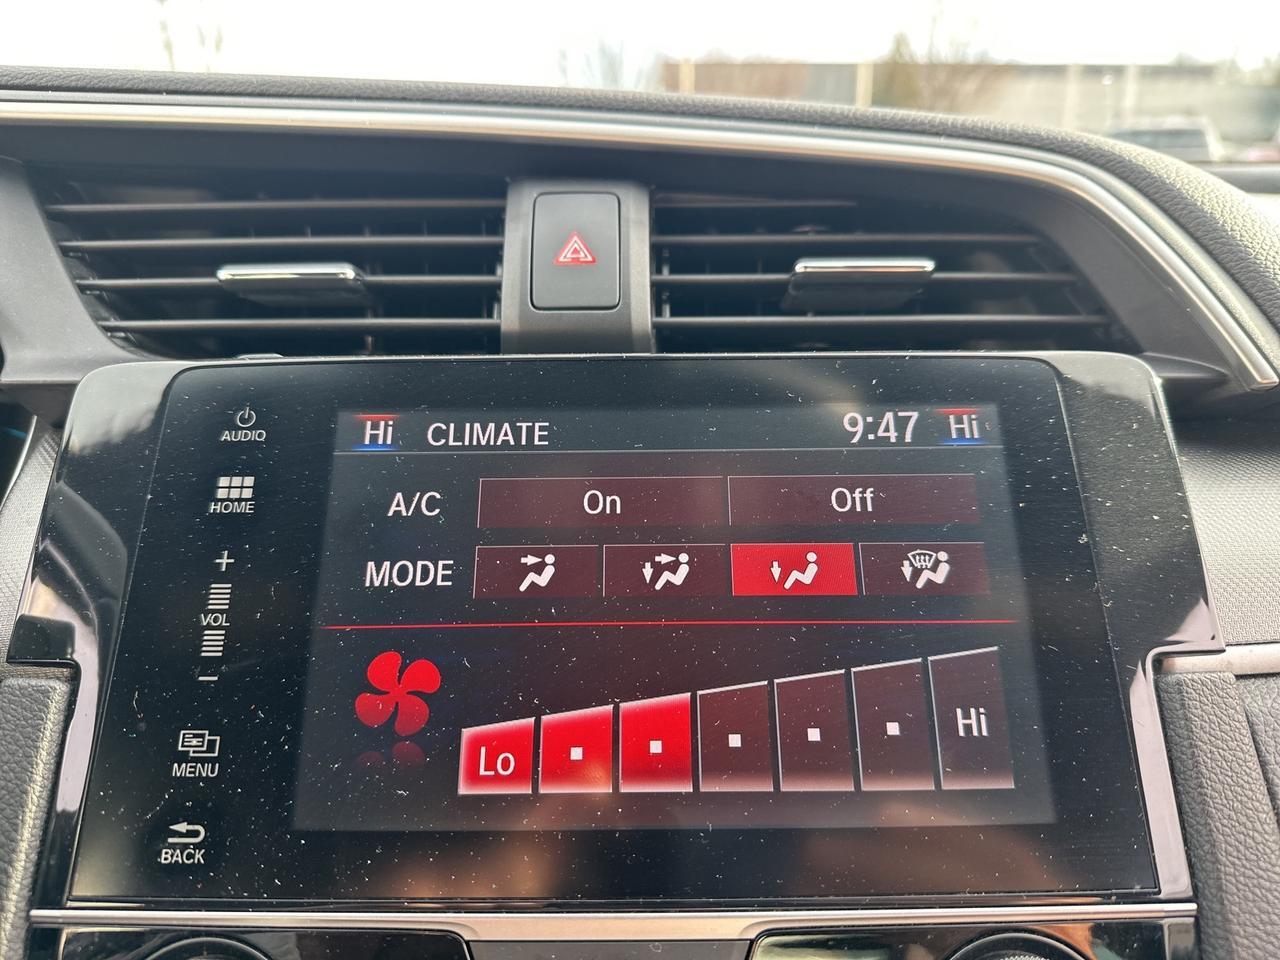 AUDIO
HOME
+
VOL
−
MENU
BACK
Hi CLIMATE 9:47 Hi
A/C On Off
MODE
Lo Hi